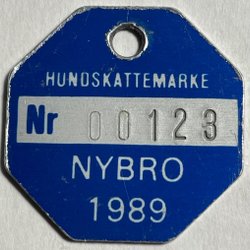 HUNDSKATTEMARKE
Nr 00123
NYBRO
1989